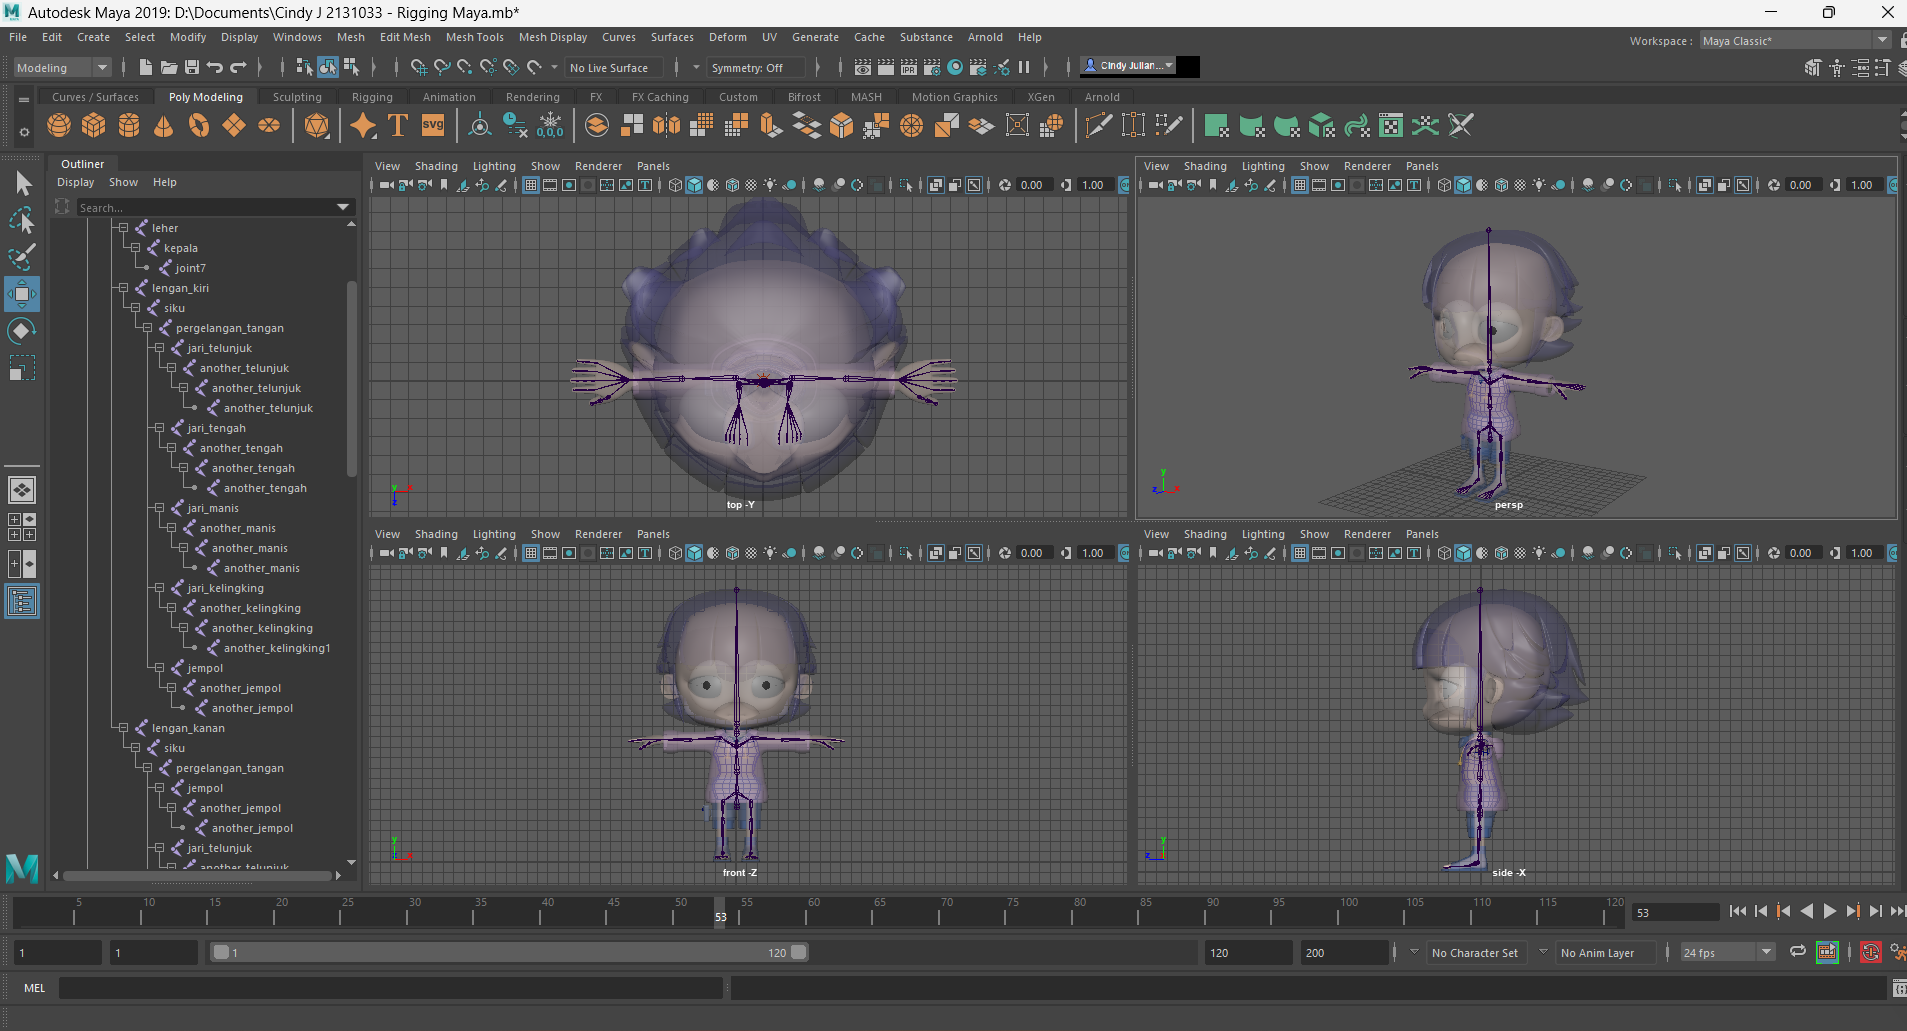 Autodesk Maya 2019: D:\Documents\Cindy J 2131033 - Rigging Maya.mb*
File Edit Create Select Modify Display Windows Mesh Edit Mesh Mesh Tools Mesh Display Curves Surfaces Deform UV Generate Cache Substance Arnold Help
Workspace : Maya Classic*
Modeling No Live Surface Symmetry: Off Cindy Julian...
Curves / Surfaces Poly Modeling Sculpting Rigging Animation Rendering FX FX Caching Custom Bifrost MASH Motion Graphics XGen Arnold
SVG 0,0,0
Outliner
Display Show Help
Search...
leher
kepala
joint7
lengan_kiri
siku
pergelangan_tangan
jari_telunjuk
another_telunjuk
another_telunjuk
another_telunjuk
jari_tengah
another_tengah
another_tengah
another_tengah
jari_manis
another_manis
another_manis
another_manis
jari_kelingking
another_kelingking
another_kelingking
another_kelingking1
jempol
another_jempol
another_jempol
lengan_kanan
siku
pergelangan_tangan
jempol
another_jempol
another_jempol
jari_telunjuk
another_telunjuk
View Shading Lighting Show Renderer Panels
0.00 1.00
top -Y
View Shading Lighting Show Renderer Panels
0.00 1.00
persp
View Shading Lighting Show Renderer Panels
0.00 1.00
front -Z
View Shading Lighting Show Renderer Panels
0.00 1.00
side -X
5 10 15 20 25 30 35 40 45 50 53 55 60 65 70 75 80 85 90 95 100 105 110 115 120
53
1 1 1 120 120 200 No Character Set No Anim Layer 24 fps
MEL